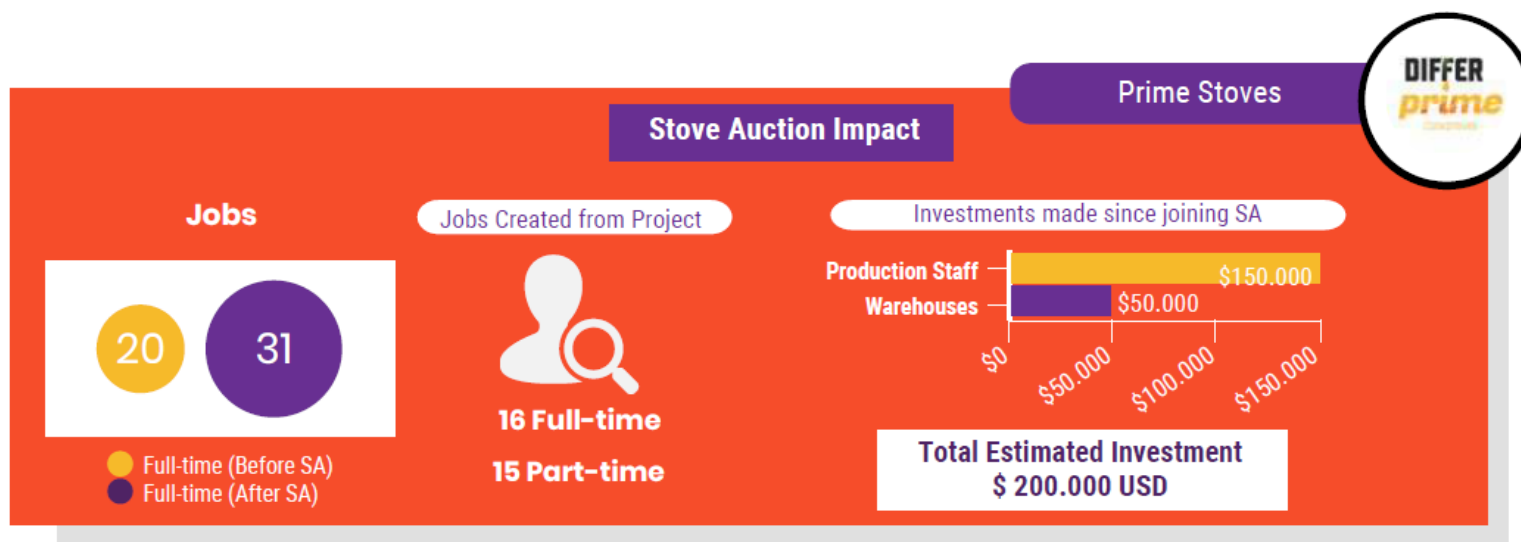 DIFFER
prime
Prime Stoves
Stove Auction Impact
Jobs
20
31
Full-time (Before SA)
Full-time (After SA)
Jobs Created from Project
16 Full-time
15 Part-time
Investments made since joining SA
Production Staff
$150.000
Warehouses
$50.000
$0
$50.000
$100.000
$150.000
Total Estimated Investment
$ 200.000 USD